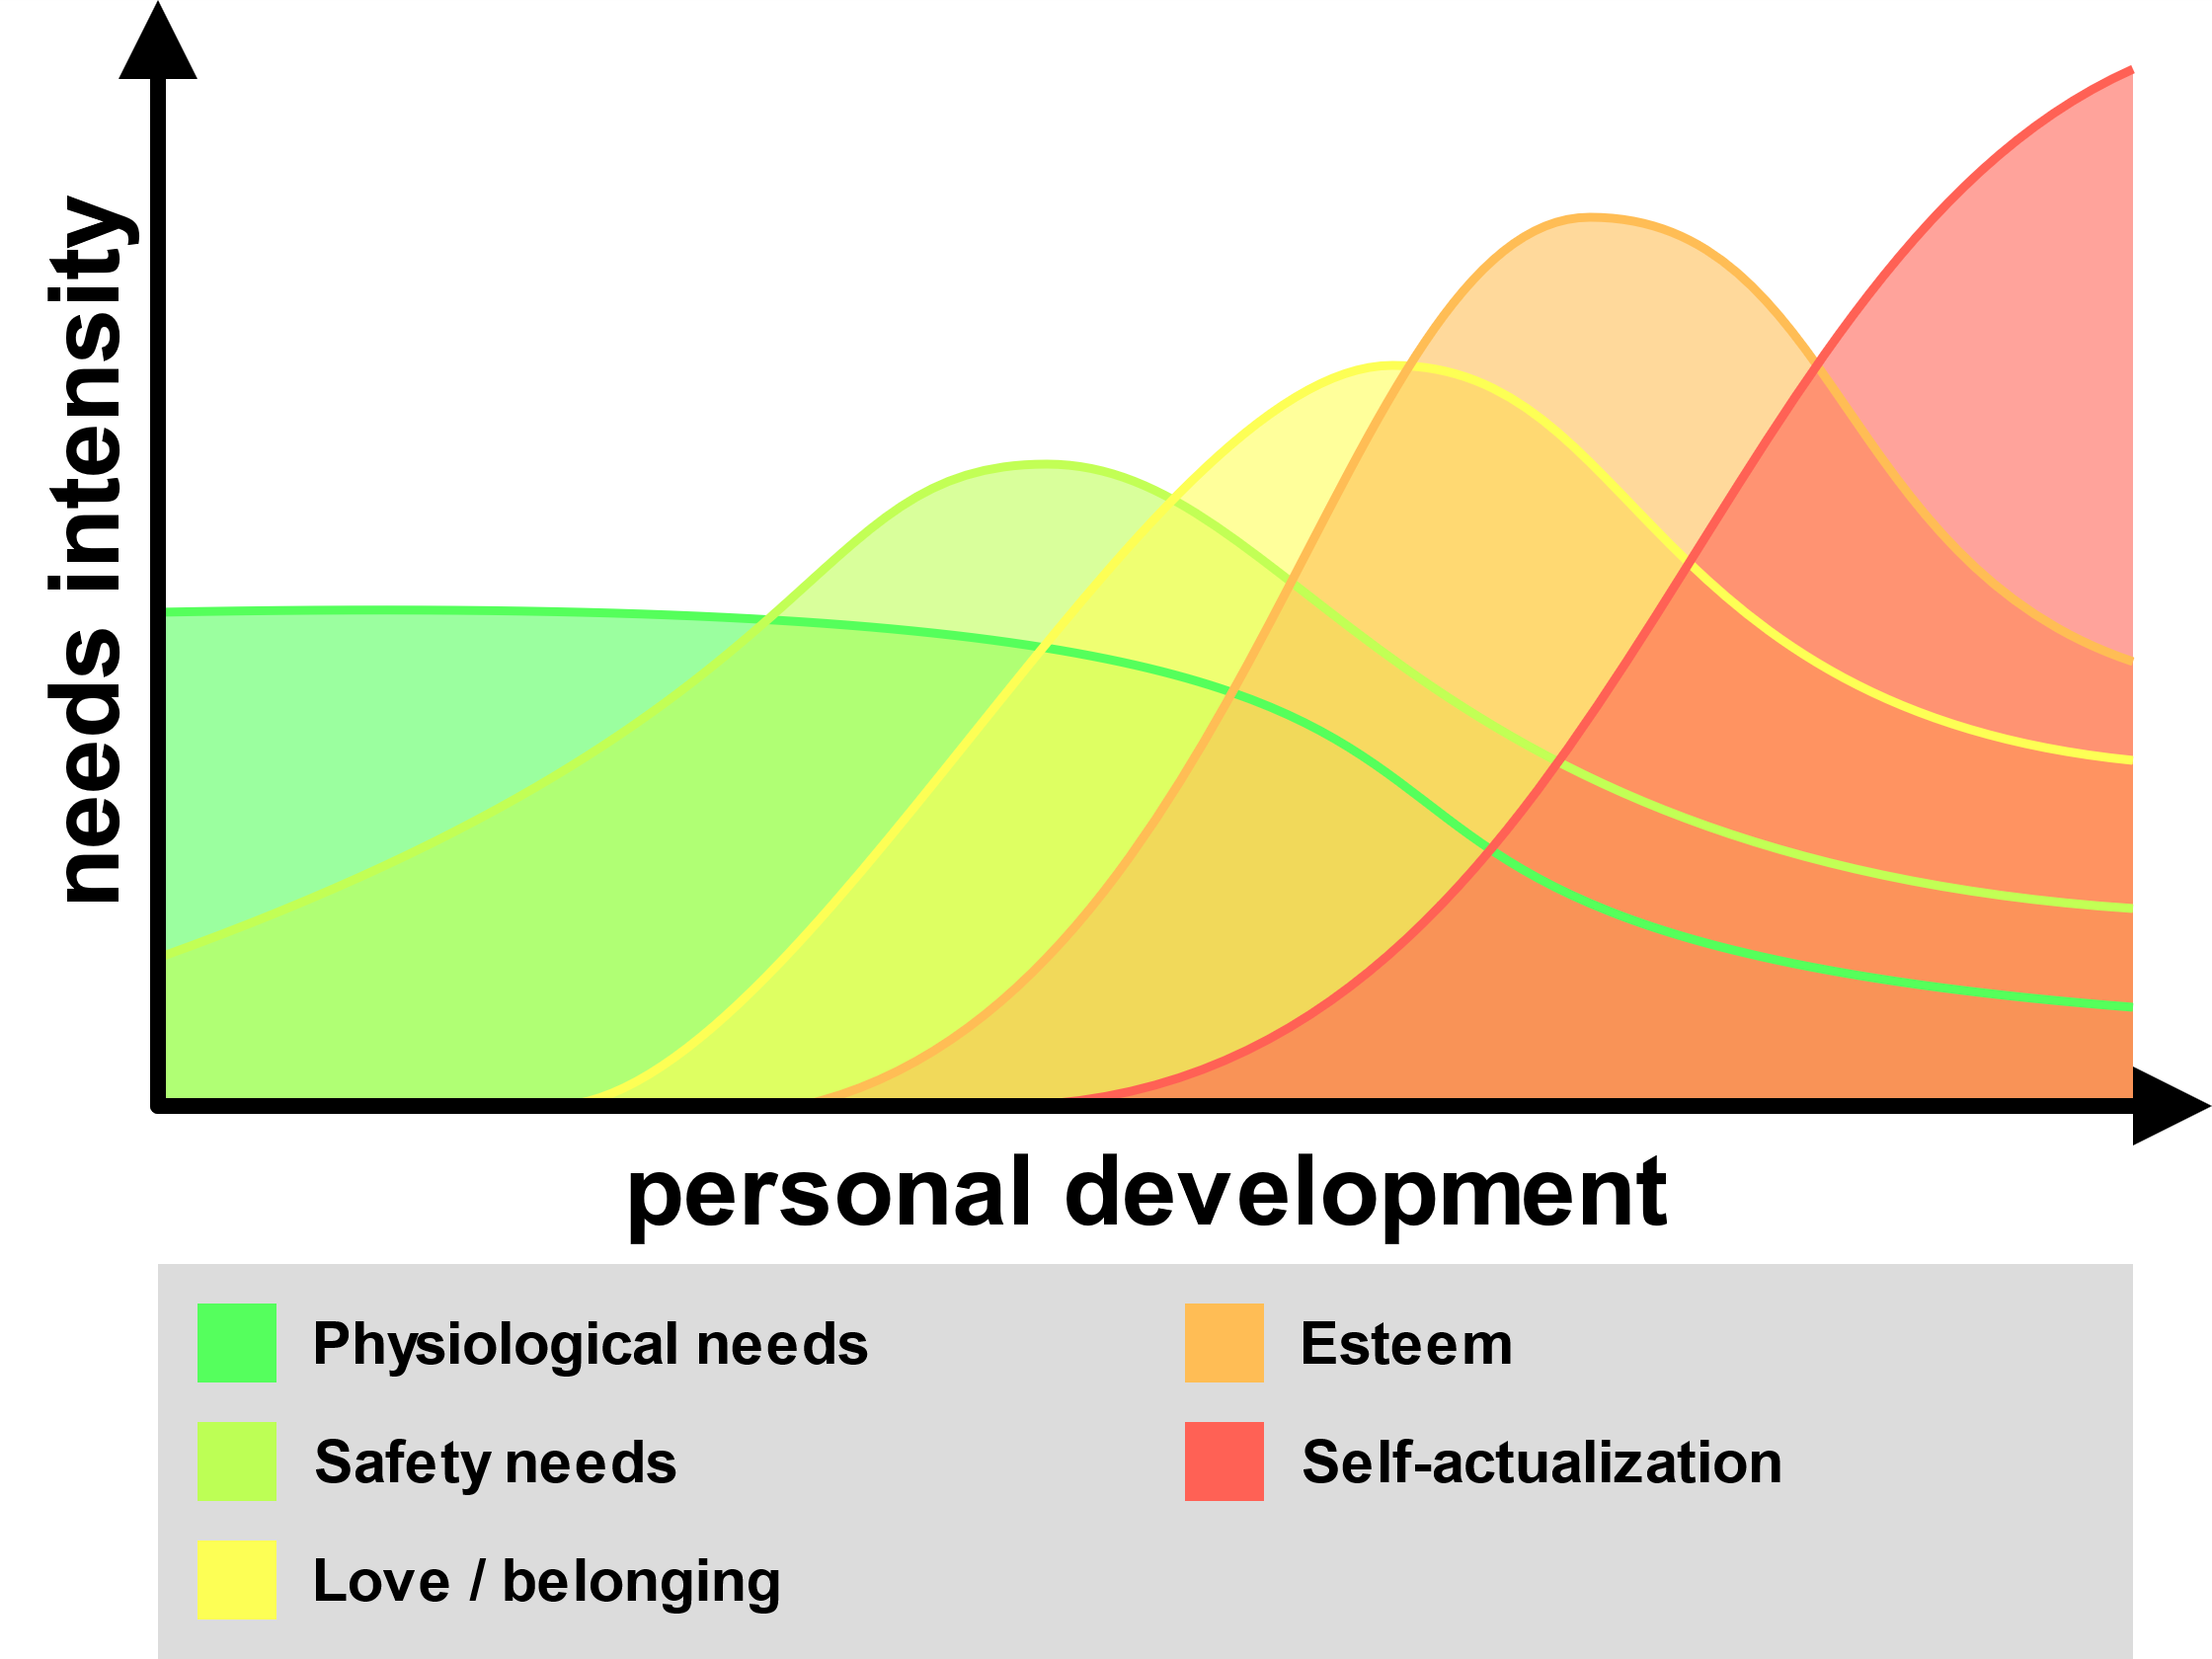 needs intensity
personal development
Physiological needs
Safety needs
Love / belonging
Esteem
Self-actualization